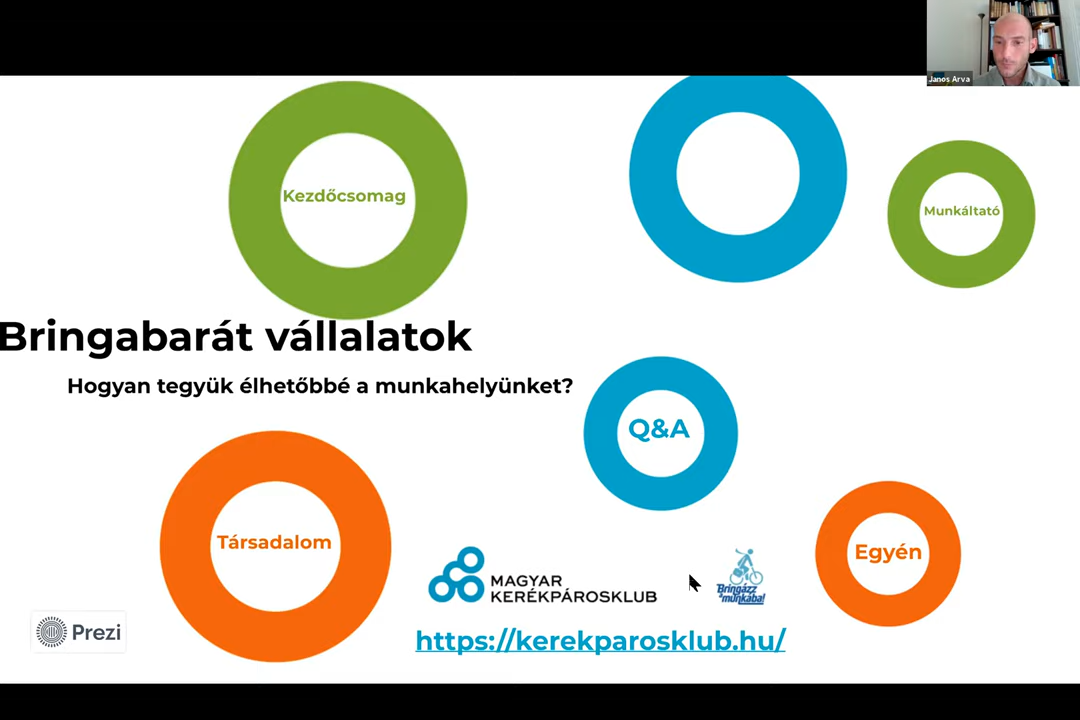 Janos Arva
Kezdőcsomag
Munkáltató
Bringabarát vállalatok
Hogyan tegyük élhetőbbé a munkahelyünket?
Q&A
Társadalom
Egyén
MAGYAR
KERÉKPÁROSKLUB
Bringázz
a munkába!
Prezi
https://kerekparosklub.hu/